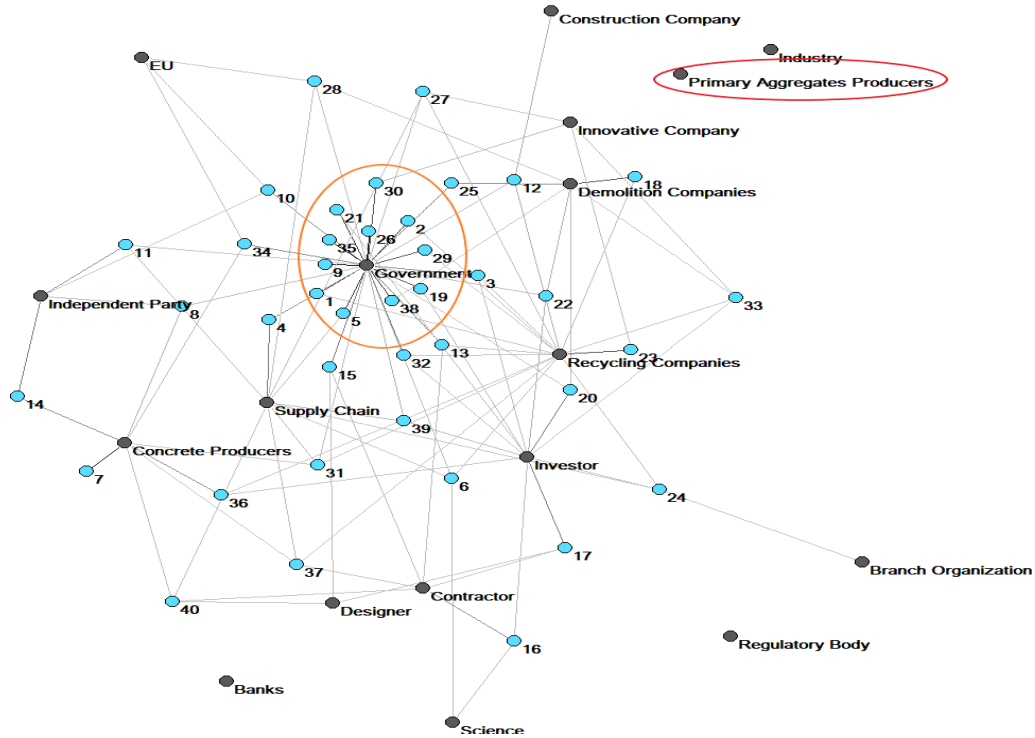 Construction Company
Industry
EU
Primary Aggregates Producers
28
27
Innovative Company
30
25
12
Demolition Companies
18
10
21
2
26
35
11
34
29
9
Government
3
19
Independent Party
1
38
22
33
8
4
5
13
32
23
Recycling Companies
15
20
14
Supply Chain
39
Concrete Producers
Investor
7
31
6
36
24
17
37
Branch Organization
40
Designer
Contractor
16
Regulatory Body
Banks
Science